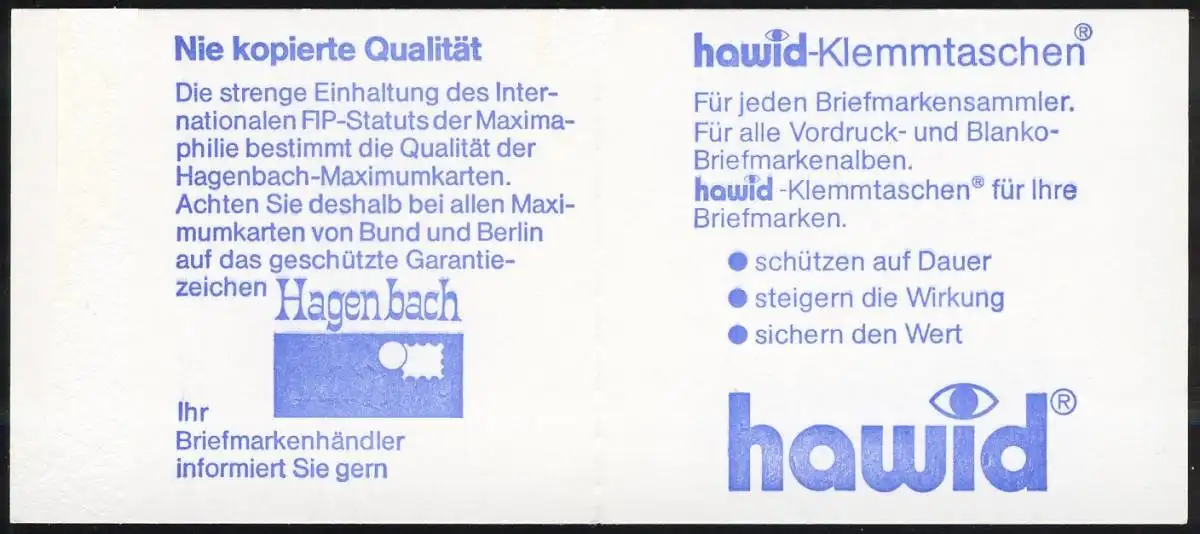 Nie kopierte Qualität
Die strenge Einhaltung des Inter-
nationalen FIP-Statuts der Maxima-
philie bestimmt die Qualität der
Hagenbach-Maximumkarten.
Achten Sie deshalb bei allen Maxi-
mumkarten von Bund und Berlin
auf das geschützte Garantie-
zeichen Hagenbach
Ihr
Briefmarkenhändler
informiert Sie gern
hawid-Klemmtaschen®
Für jeden Briefmarkensammler.
Für alle Vordruck- und Blanko-
Briefmarkenalben.
hawid-Klemmtaschen® für Ihre
Briefmarken.
● schützen auf Dauer
● steigern die Wirkung
● sichern den Wert
hawid®